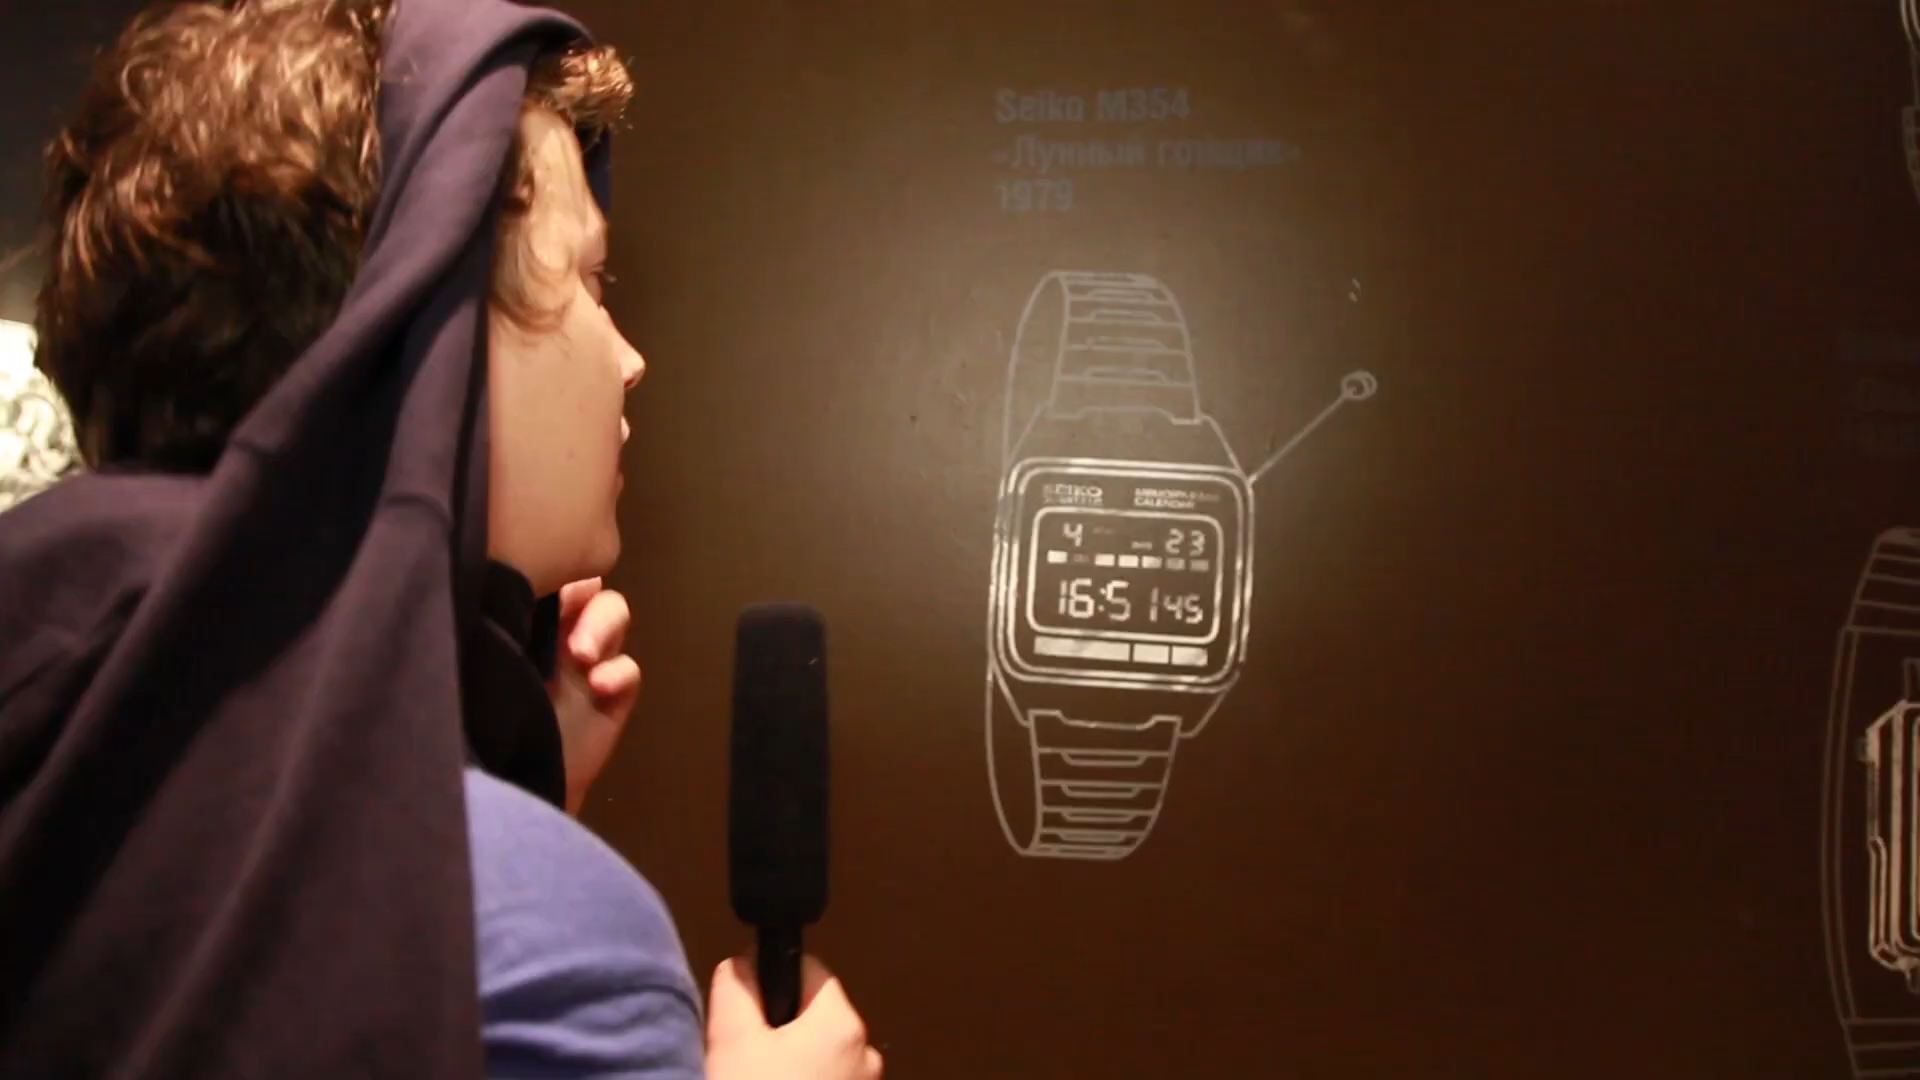 Seiko M354
«Лунный гонщик»
1979
SEIKO
CALENDAR
4 23
16:51 45